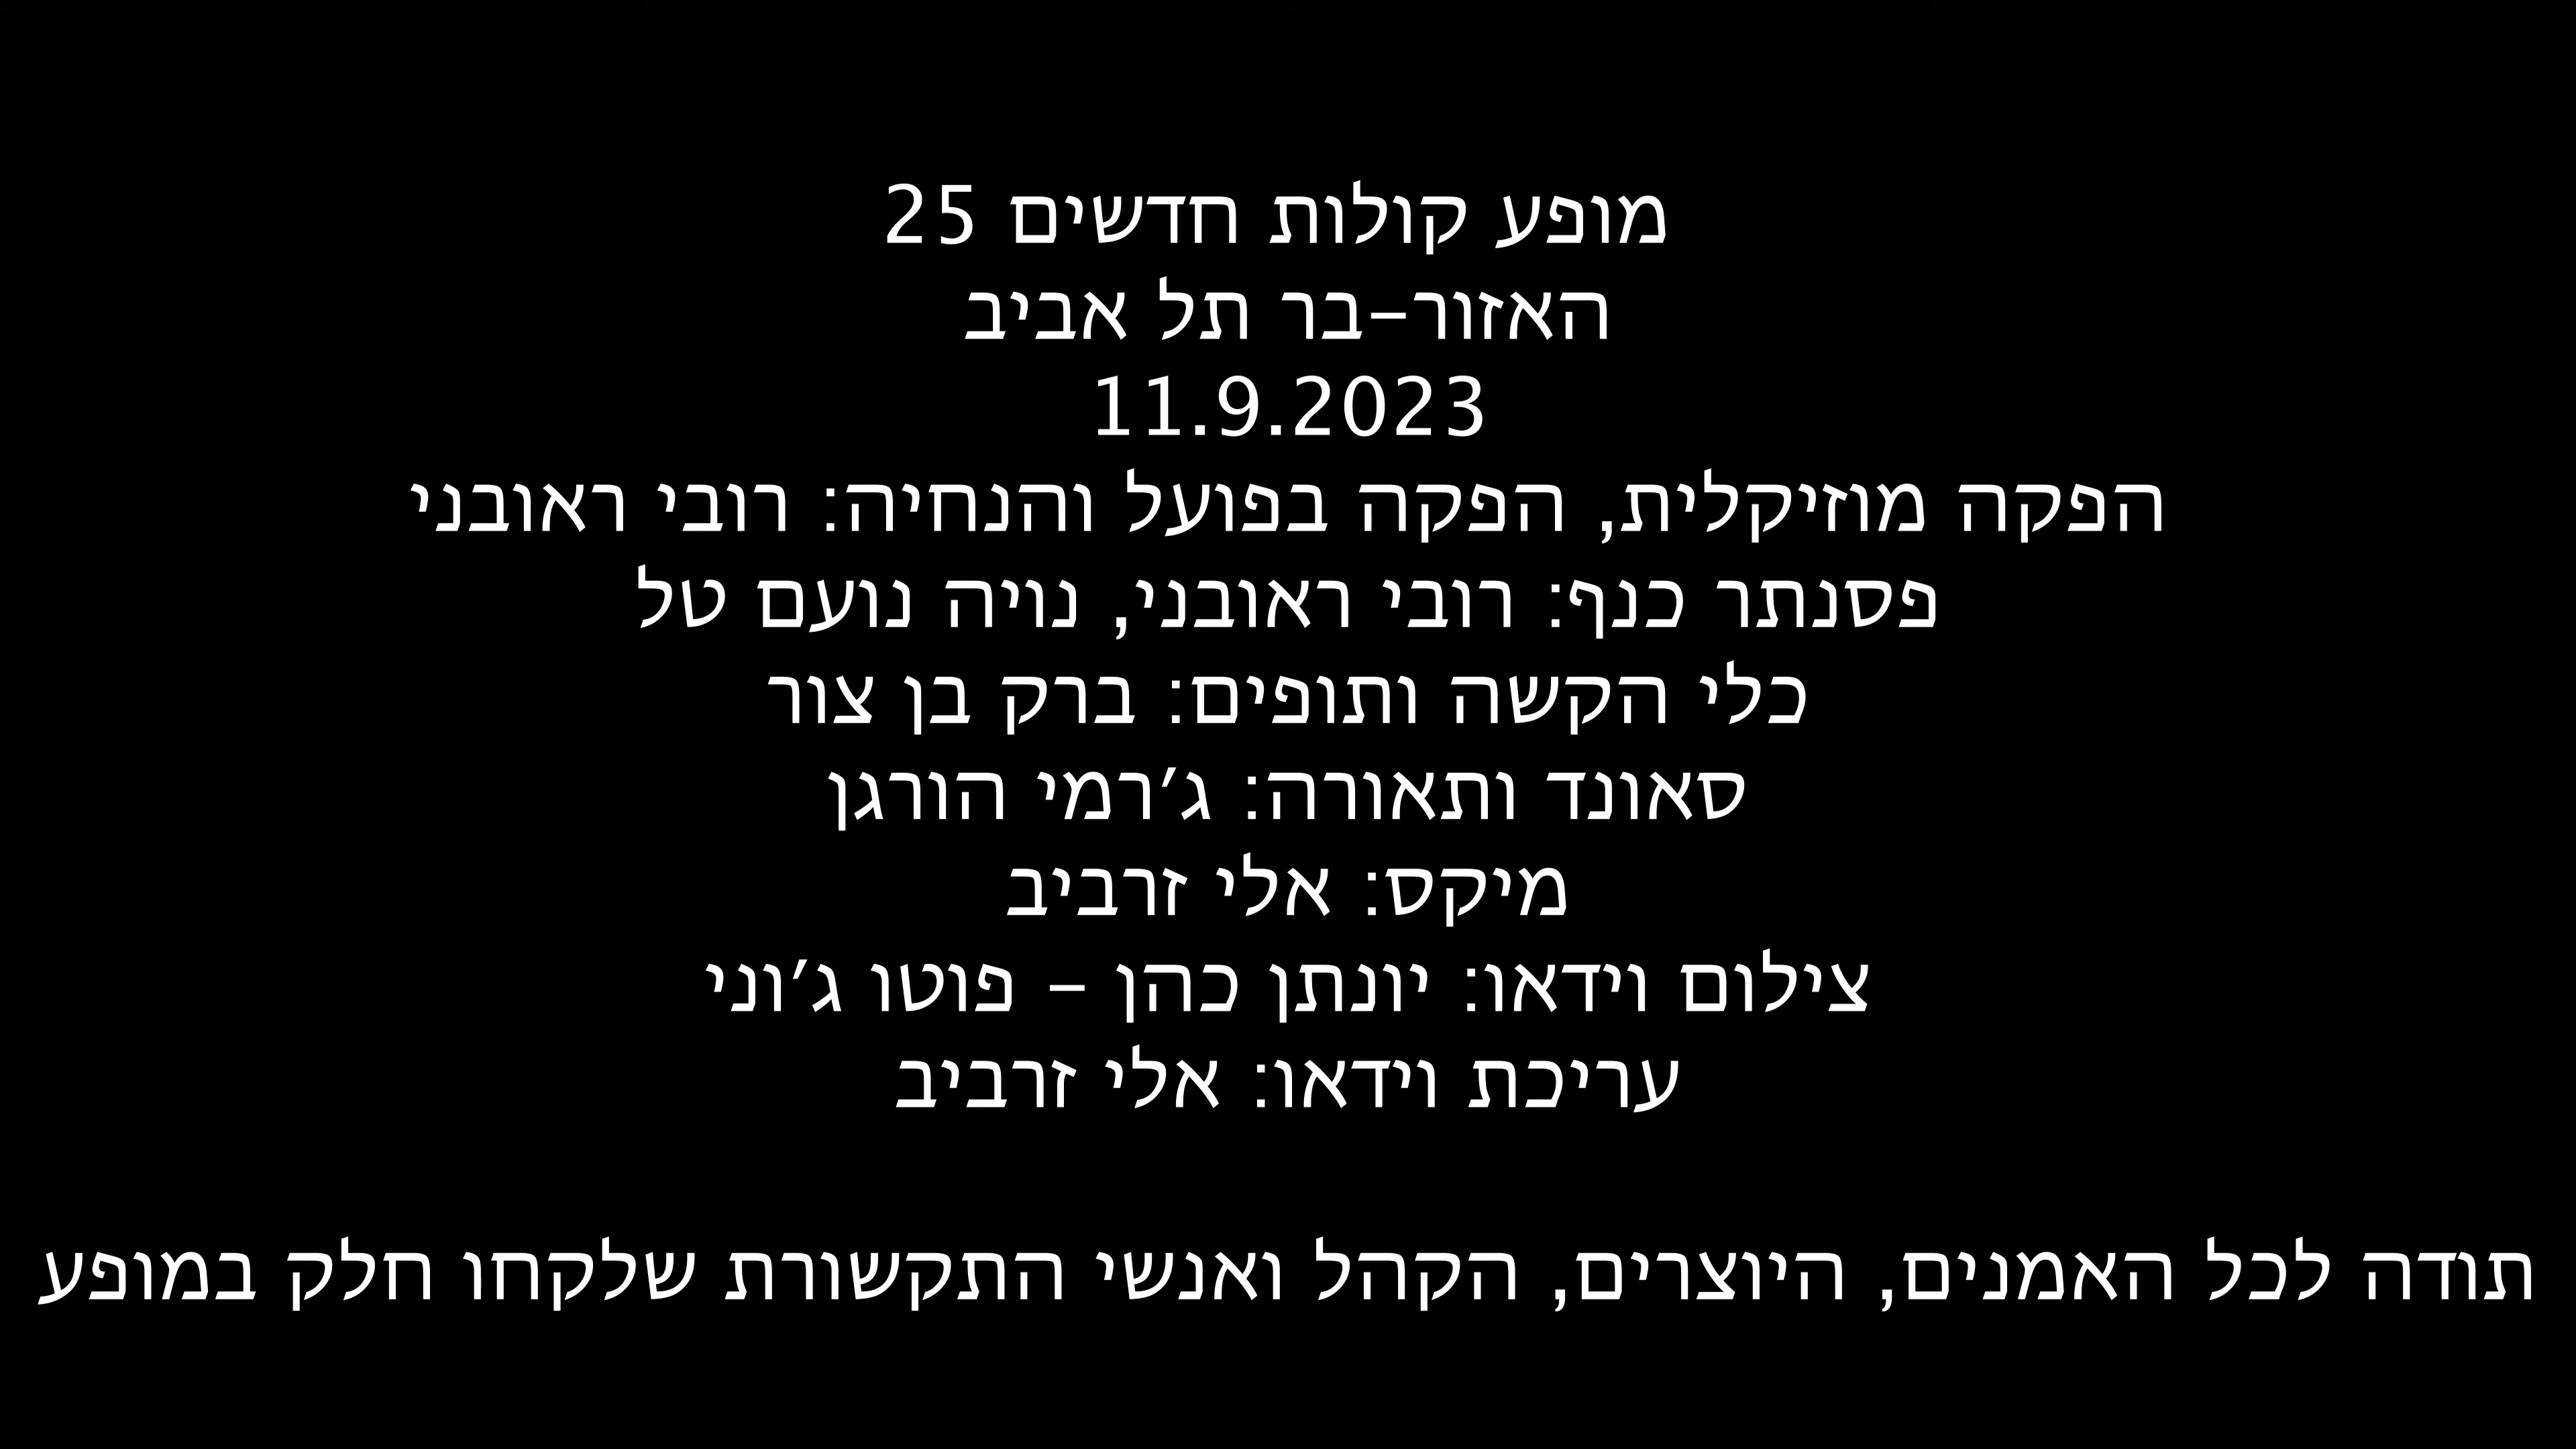 מופע קולות חדשים 25
האזור-בר תל אביב
11.9.2023
הפקה מוזיקלית, הפקה בפועל והנחיה: רובי ראובני
פסנתר כנף: רובי ראובני, נויה נועם טל
כלי הקשה ותופים: ברק בן צור
סאונד ותאורה: ג'רמי הורגן
מיקס: אלי זרביב
צילום וידאו: יונתן כהן - פוטו ג'וני
עריכת וידאו: אלי זרביב
תודה לכל האמנים, היוצרים, הקהל ואנשי התקשורת שלקחו חלק במופע